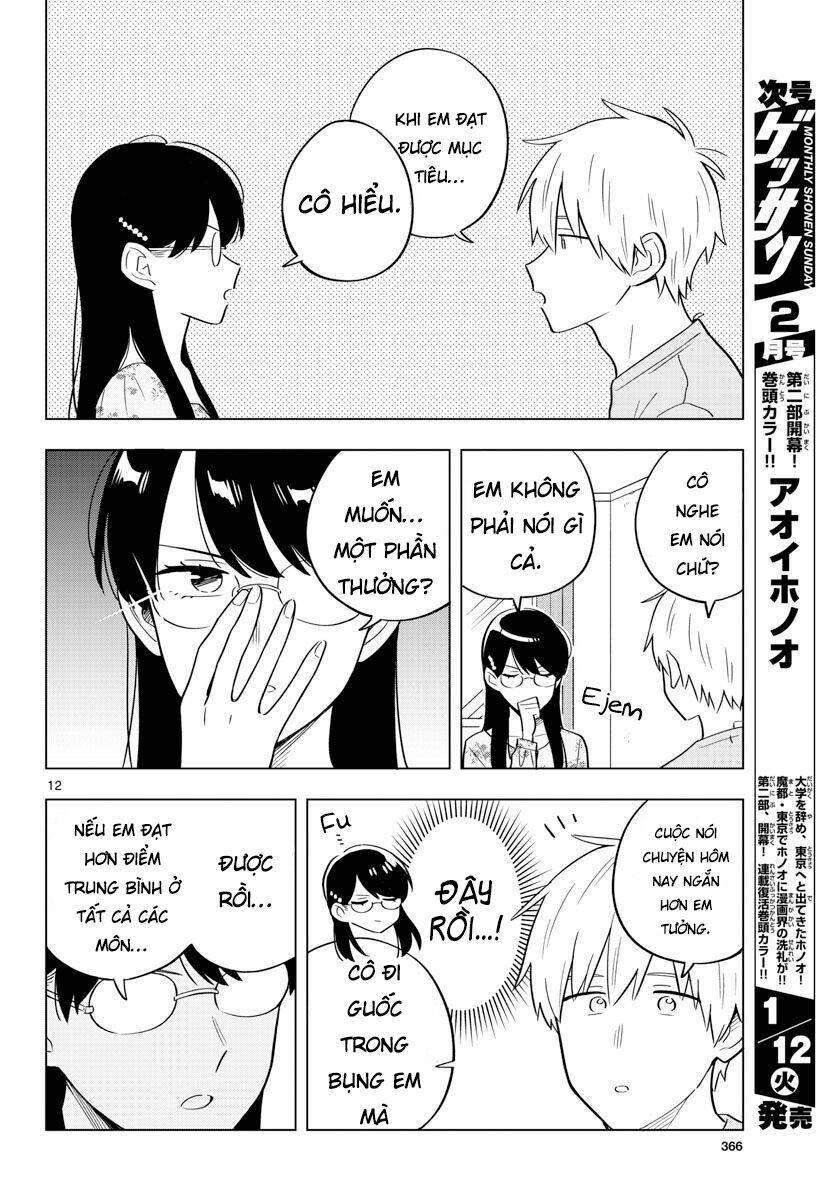 KHI EM ĐẠT
ĐƯỢC MỤC
TIÊU...
CÔ HIỂU.
CÔ
NGHE
EM NÓI
CHỨ?
EM KHÔNG
PHẢI NÓI GÌ
CẢ.
Ejem
EM
MUỐN...
MỘT PHẦN
THƯỞNG?
12
CUỘC NÓI
CHUYỆN HÔM
NAY NGẮN
HƠN EM
TƯỞNG.
ĐÂY
RỒI...!
Fu
CÔ ĐI
GUỐC
TRONG
BỤNG EM
MÀ
ĐƯỢC
RỒI...
NẾU EM ĐẠT
HƠN ĐIỂM
TRUNG BÌNH Ở
TẤT CẢ CÁC
MÔN...
366
次号
ゲッサン
MONTHLY SHONEN SUNDAY
2
月号
第二部開幕!
巻頭カラー!!
アオイホノオ
大学を辞め、東京へと出てきたホノオ!
魔都・東京でホノオに漫画界の洗礼が!!
第二部、開幕! 連載復活巻頭カラー!!
1/12火
発売